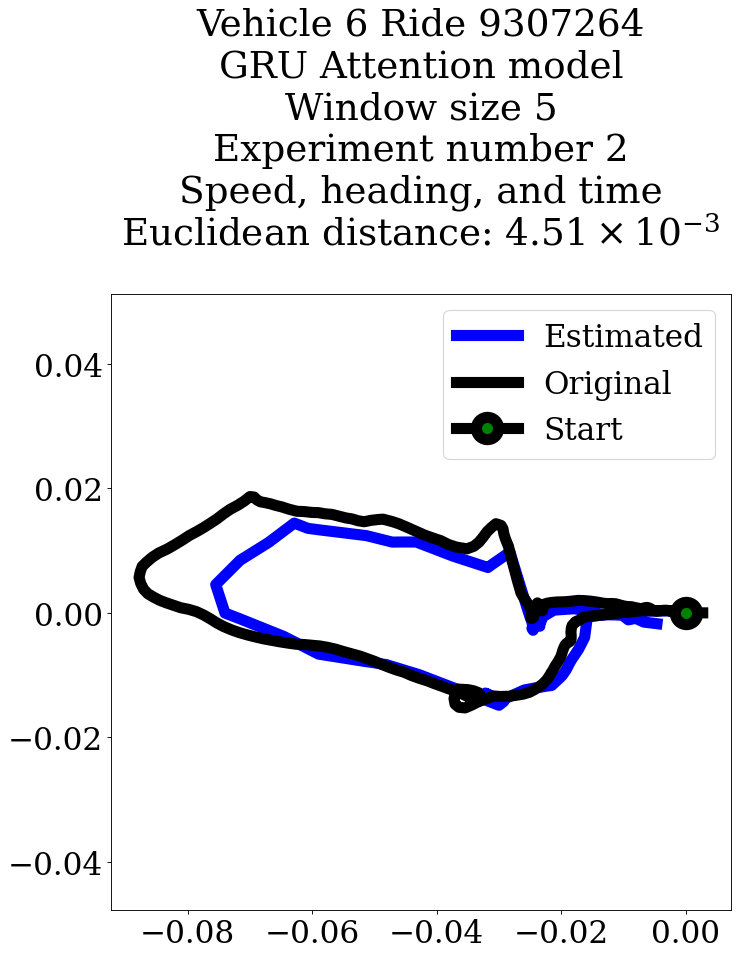 Vehicle 6 Ride 9307264
GRU Attention model
Window size 5
Experiment number 2
Speed, heading, and time
Euclidean distance: 4.51 × 10⁻³
Estimated
Original
Start
0.04
0.02
0.00
−0.02
−0.04
−0.08 −0.06 −0.04 −0.02 0.00